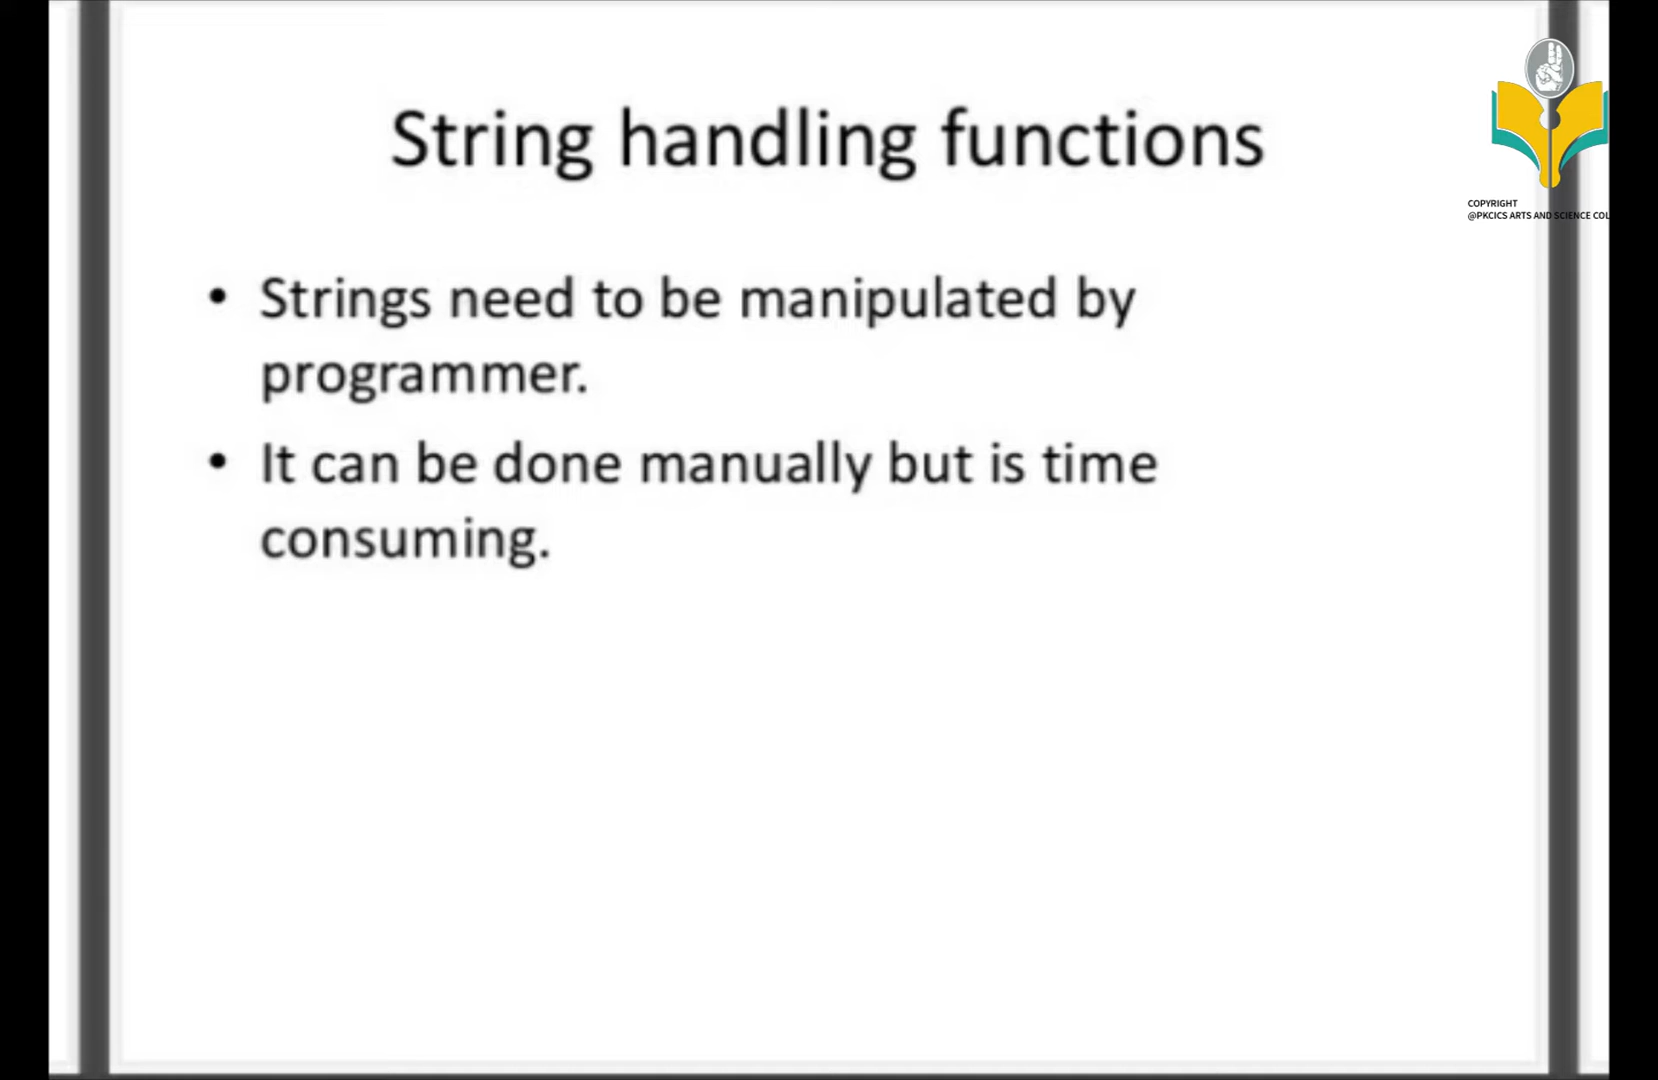 String handling functions
COPYRIGHT
@PKCICS ARTS AND SCIENCE COL
• Strings need to be manipulated by
programmer.
• It can be done manually but is time
consuming.